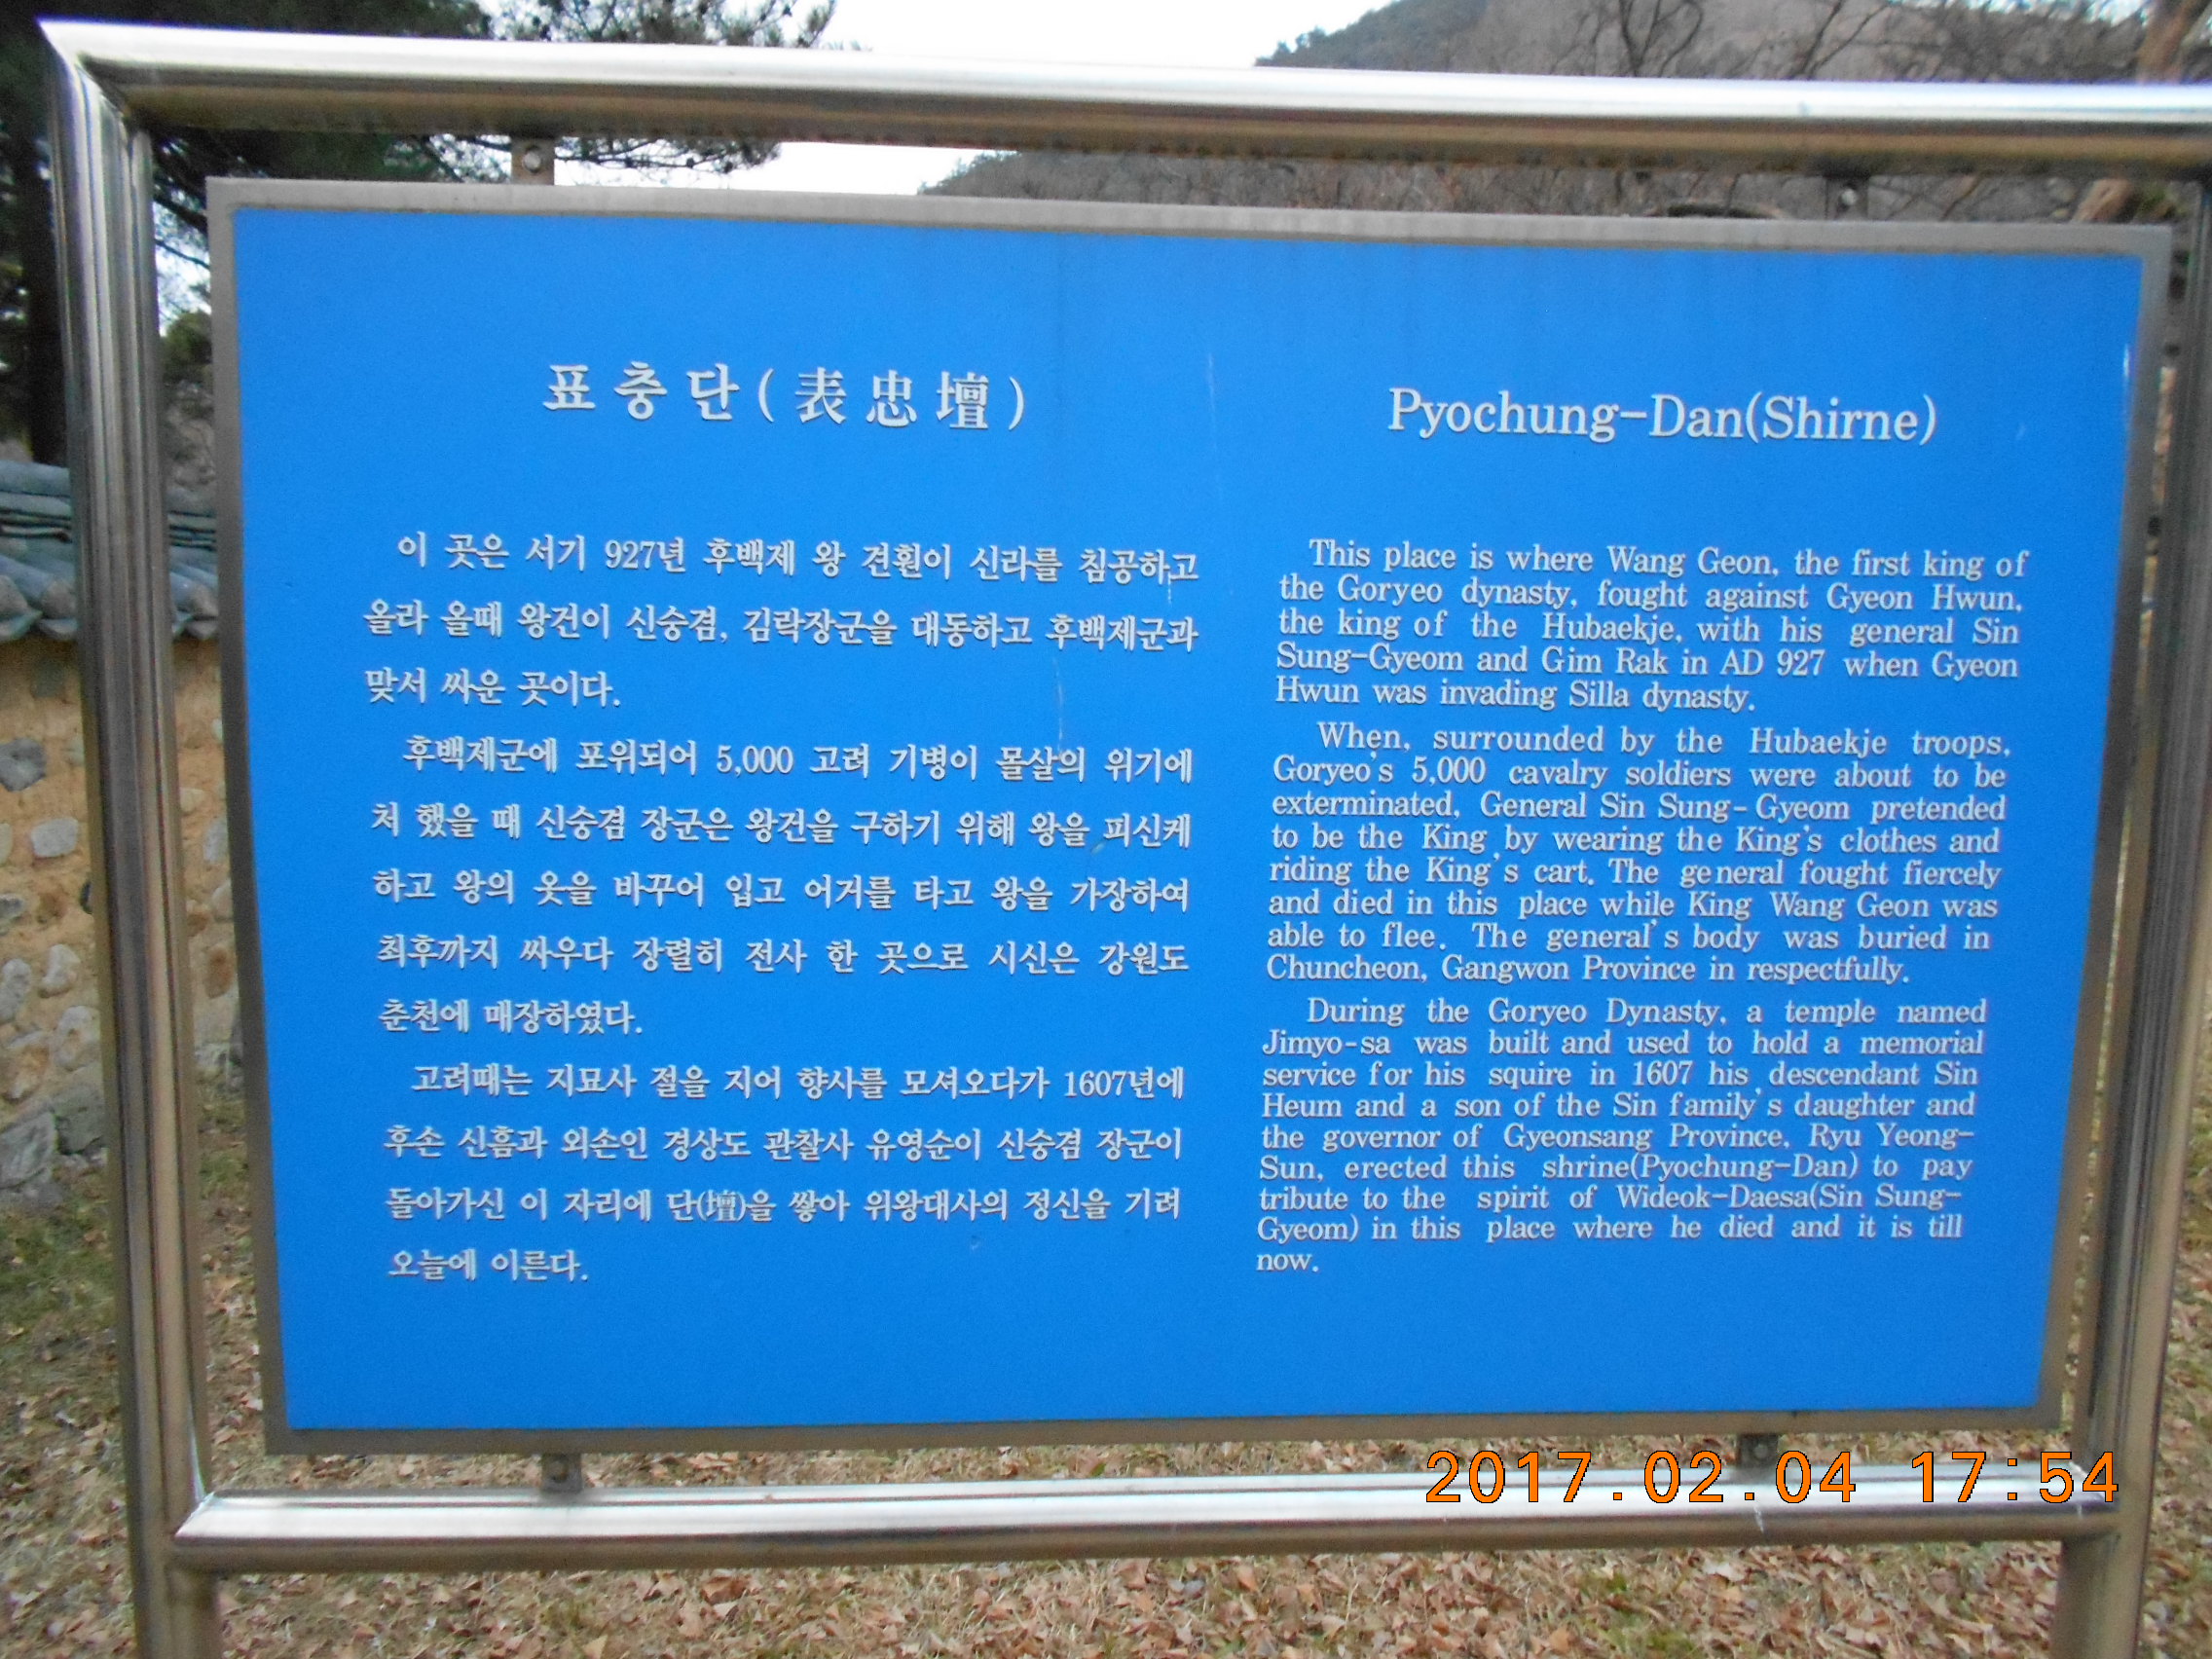 표충단(表忠壇)
이 곳은 서기 927년 후백제 왕 견훤이 신라를 침공하고
올라 올때 왕건이 신숭겸, 김락장군을 대동하고 후백제군과
맞서 싸운 곳이다.
후백제군에 포위되어 5,000 고려 기병이 몰살의 위기에
처 했을 때 신숭겸 장군은 왕건을 구하기 위해 왕을 피신케
하고 왕의 옷을 바꾸어 입고 어거를 타고 왕을 가장하여
최후까지 싸우다 장렬히 전사 한 곳으로 시신은 강원도
춘천에 매장하였다.
고려때는 지묘사 절을 지어 향사를 모셔오다가 1607년에
후손 신흠과 외손인 경상도 관찰사 유영순이 신숭겸 장군이
돌아가신 이 자리에 단(壇)을 쌓아 위왕대사의 정신을 기려
오늘에 이른다.
Pyochung-Dan(Shirne)
This place is where Wang Geon, the first king of
the Goryeo dynasty, fought against Gyeon Hwun,
the king of the Hubaekje, with his general Sin
Sung-Gyeom and Gim Rak in AD 927 when Gyeon
Hwun was invading Silla dynasty.
When, surrounded by the Hubaekje troops,
Goryeo's 5,000 cavalry soldiers were about to be
exterminated, General Sin Sung-Gyeom pretended
to be the King by wearing the King's clothes and
riding the King's cart. The general fought fiercely
and died in this place while King Wang Geon was
able to flee. The general's body was buried in
Chuncheon, Gangwon Province in respectfully.
During the Goryeo Dynasty, a temple named
Jimyo-sa was built and used to hold a memorial
service for his squire in 1607 his descendant Sin
Heum and a son of the Sin family's daughter and
the governor of Gyeonsang Province, Ryu Yeong-
Sun, erected this shrine(Pyochung-Dan) to pay
tribute to the spirit of Wideok-Daesa(Sin Sung-
Gyeom) in this place where he died and it is till
now.
2017.02.04 17:54